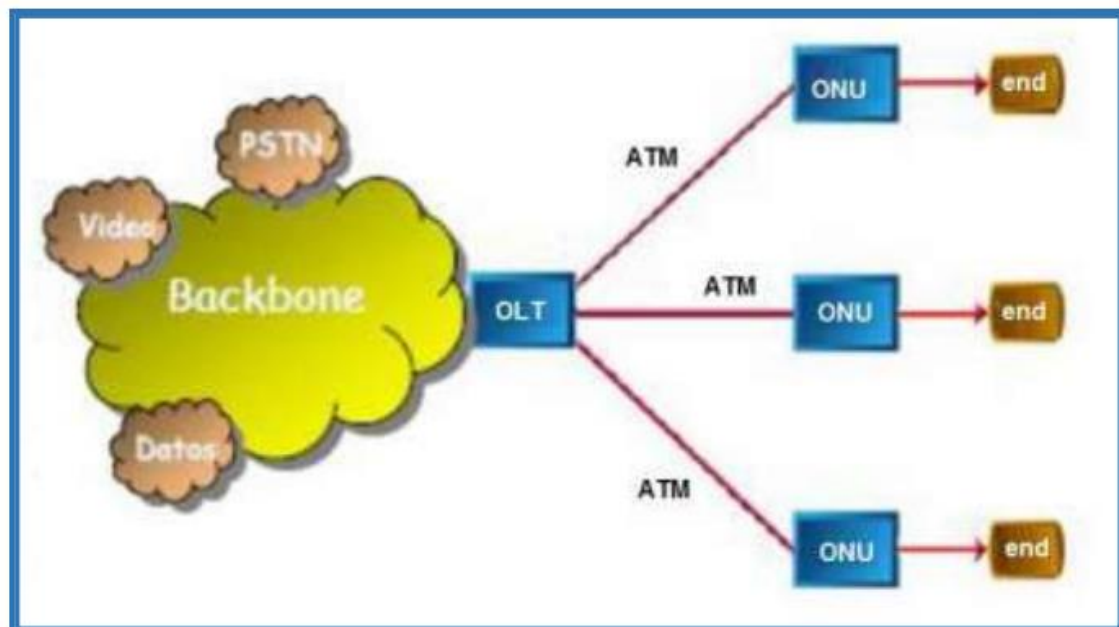 PSTN
Video
Backbone
Datos
OLT
ATM
ATM
ATM
ONU
end
ONU
end
ONU
end